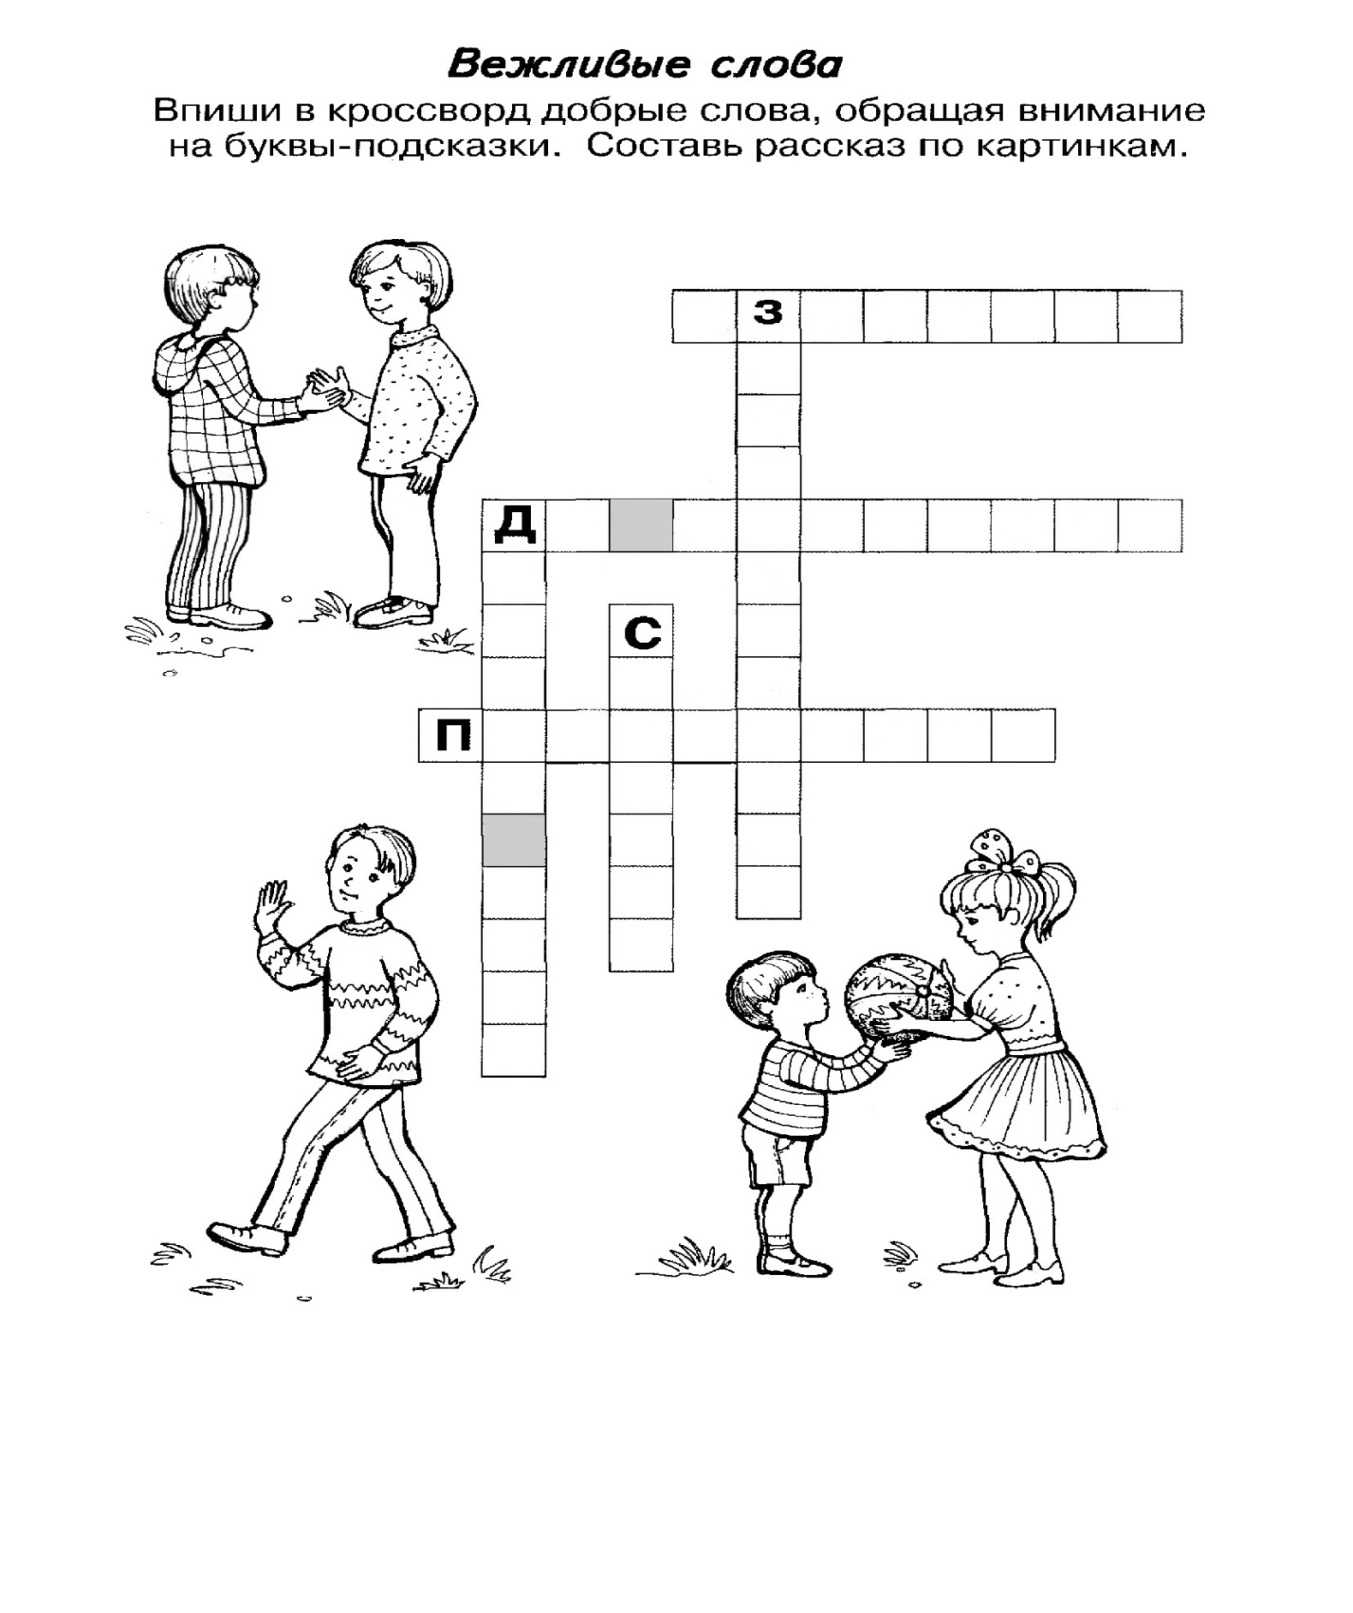 Вежливые слова
Впиши в кроссворд добрые слова, обращая внимание
на буквы-подсказки. Составь рассказ по картинкам.
З
Д
С
П